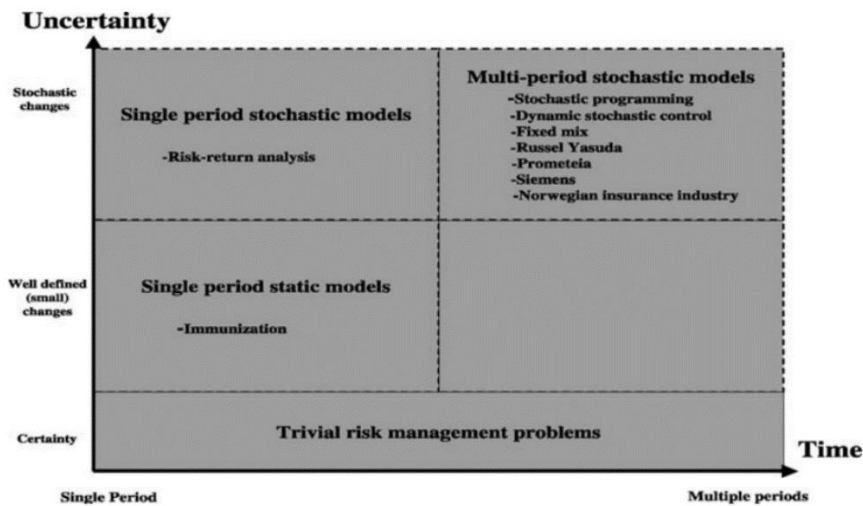 Uncertainty
Stochastic
changes
Single period stochastic models
-Risk-return analysis
Multi-period stochastic models
-Stochastic programming
-Dynamic stochastic control
-Fixed mix
-Russel Yasuda
-Prometeia
-Siemens
-Norwegian insurance industry
Well defined
(small)
changes
Single period static models
-Immunization
Certainty
Trivial risk management problems
Time
Single Period
Multiple periods